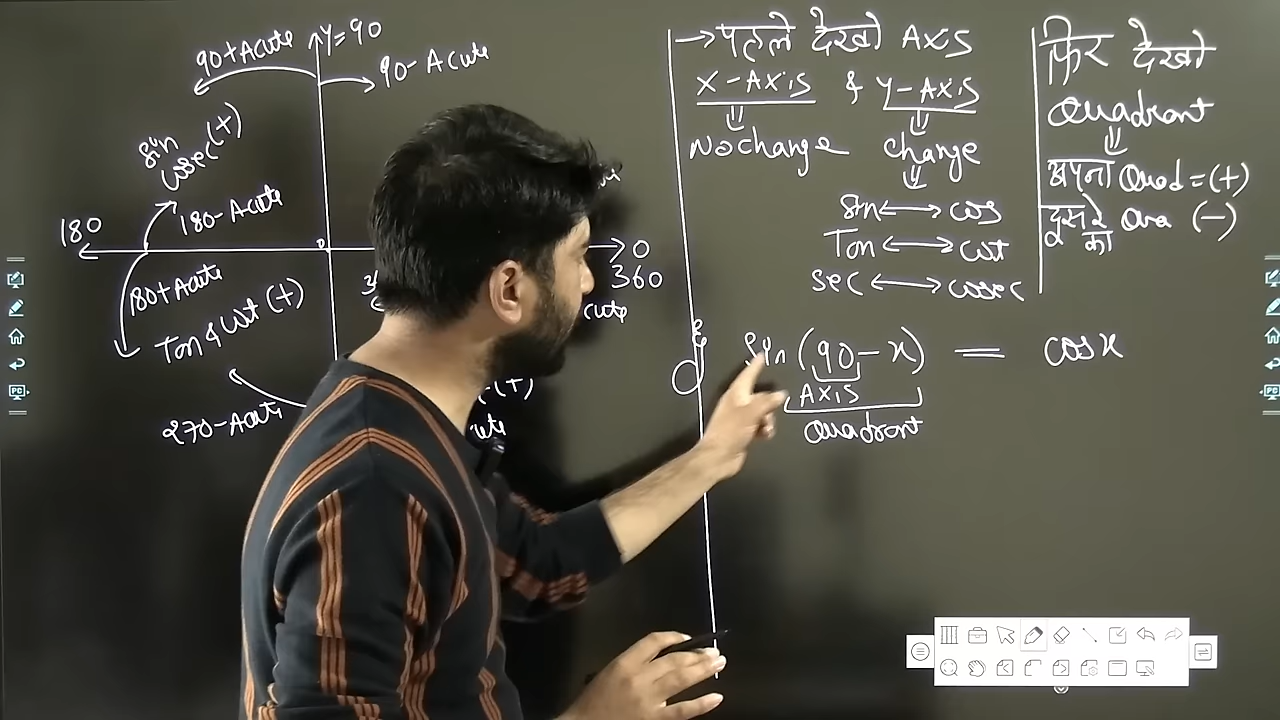 90+Acute
Y=90
90-Acute
sin
cosec (+)
180-Acute
180
0
360
180+Acute
Tan & cot (+)
270-Acute
(+)
→ पहले देखो AXIS
X-AXIS & Y-AXIS
No change change
sin ↔ cos
Tan ↔ cot
sec ↔ cosec
फिर देखो
Quadrant
अपना Quad = (+)
दूसरे का Qua (-)
sin (90-x) = cos x
AXIS
Quadrant